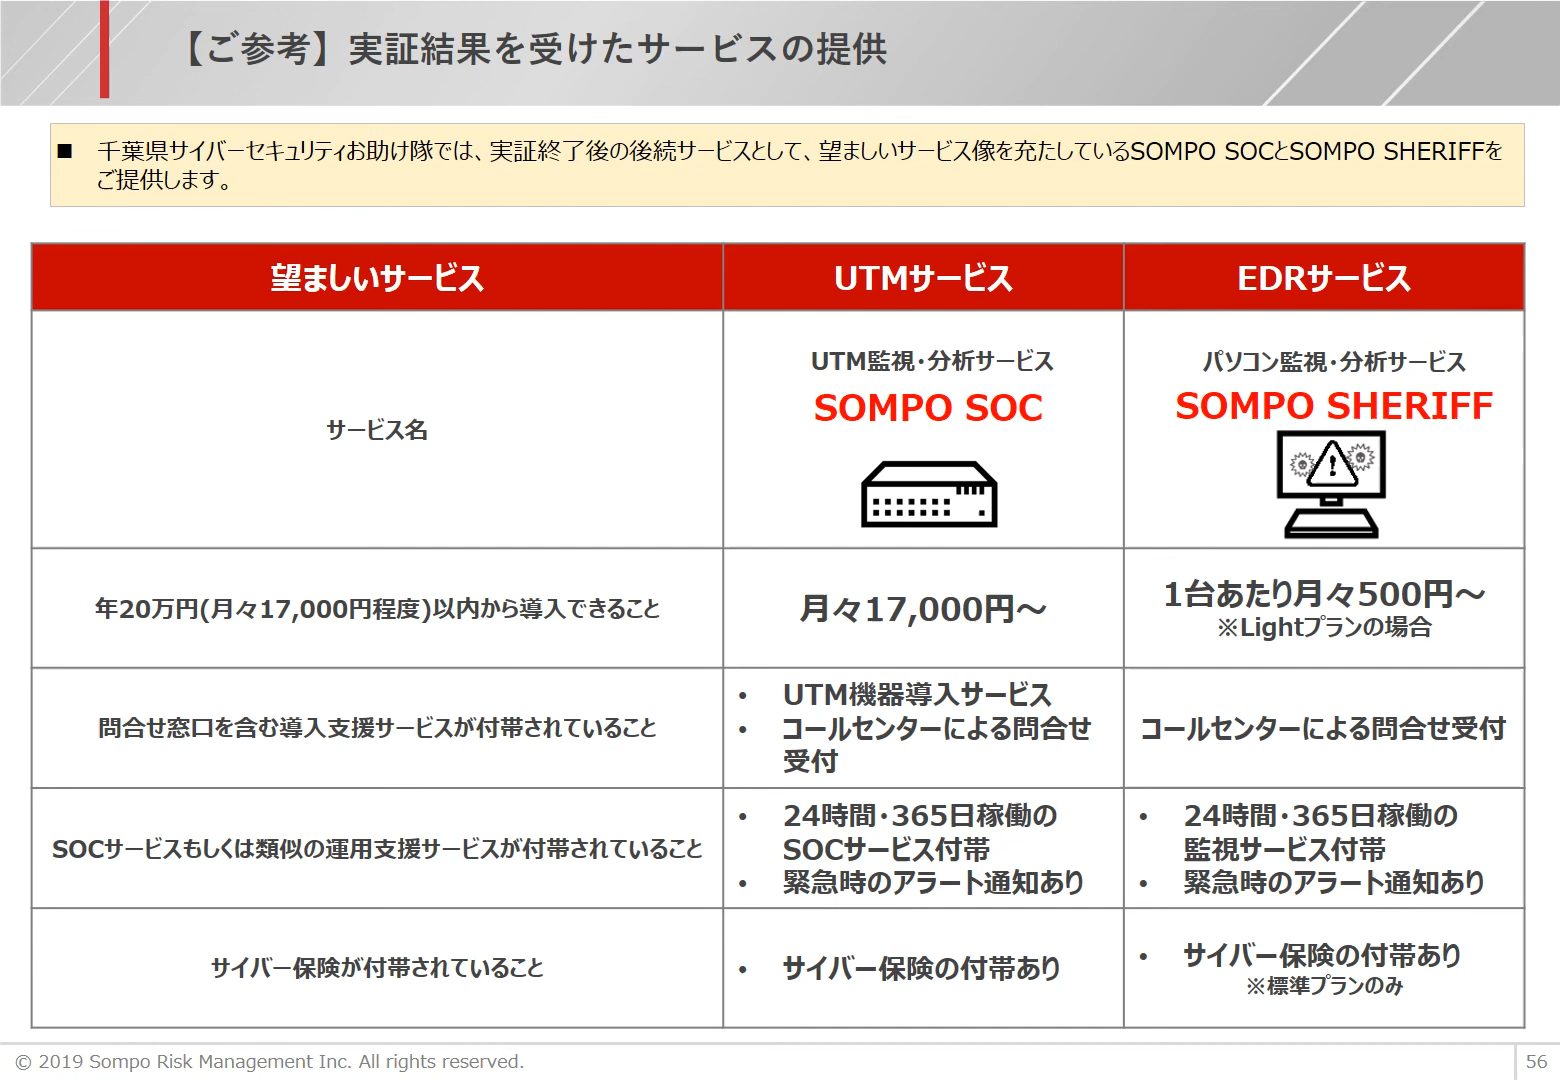 【ご参考】実証結果を受けたサービスの提供
■ 千葉県サイバーセキュリティお助け隊では、実証終了後の後続サービスとして、望ましいサービス像を充たしているSOMPO SOCとSOMPO SHERIFFを
ご提供します。
望ましいサービス
UTMサービス
EDRサービス
サービス名
UTM監視・分析サービス
SOMPO SOC
パソコン監視・分析サービス
SOMPO SHERIFF
年20万円(月々17,000円程度)以内から導入できること
月々17,000円～
1台あたり月々500円～
※Lightプランの場合
問合せ窓口を含む導入支援サービスが付帯されていること
• UTM機器導入サービス
• コールセンターによる問合せ
受付
コールセンターによる問合せ受付
SOCサービスもしくは類似の運用支援サービスが付帯されていること
• 24時間・365日稼働の
SOCサービス付帯
• 緊急時のアラート通知あり
• 24時間・365日稼働の
監視サービス付帯
• 緊急時のアラート通知あり
サイバー保険が付帯されていること
• サイバー保険の付帯あり
• サイバー保険の付帯あり
※標準プランのみ
© 2019 Sompo Risk Management Inc. All rights reserved.
56